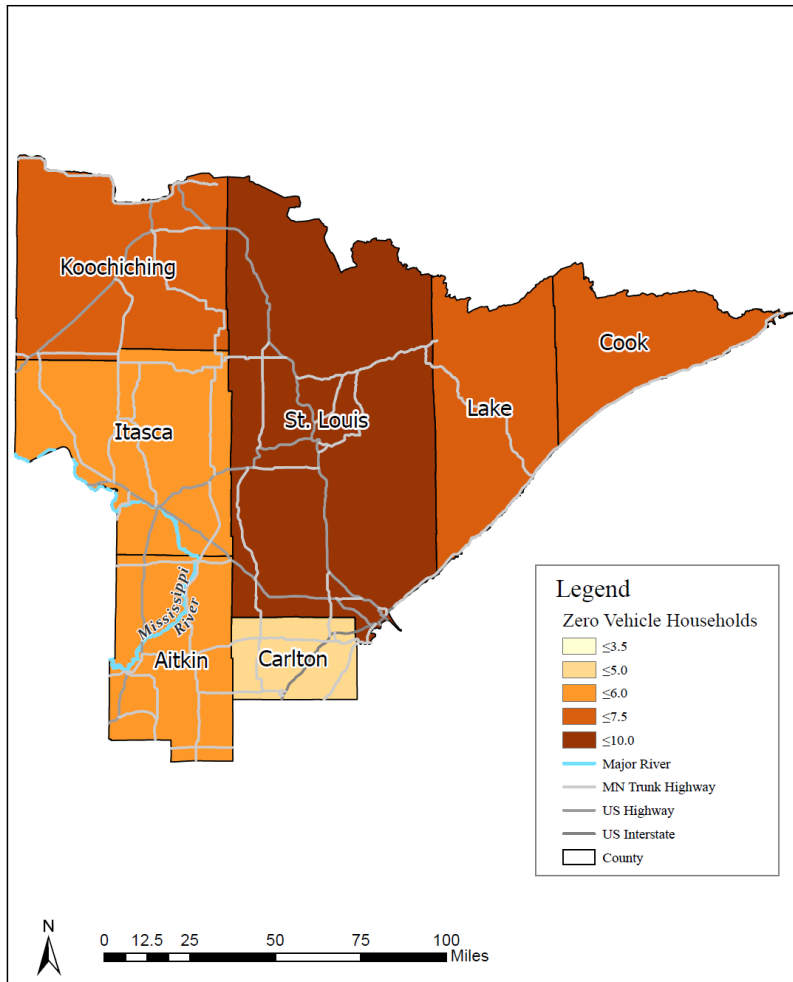 Koochiching
Cook
Lake
St. Louis
Itasca
Mississippi
River
Aitkin
Carlton
Legend
Zero Vehicle Households
≤3.5
≤5.0
≤6.0
≤7.5
≤10.0
Major River
MN Trunk Highway
US Highway
US Interstate
County
N
0 12.5 25 50 75 100
Miles